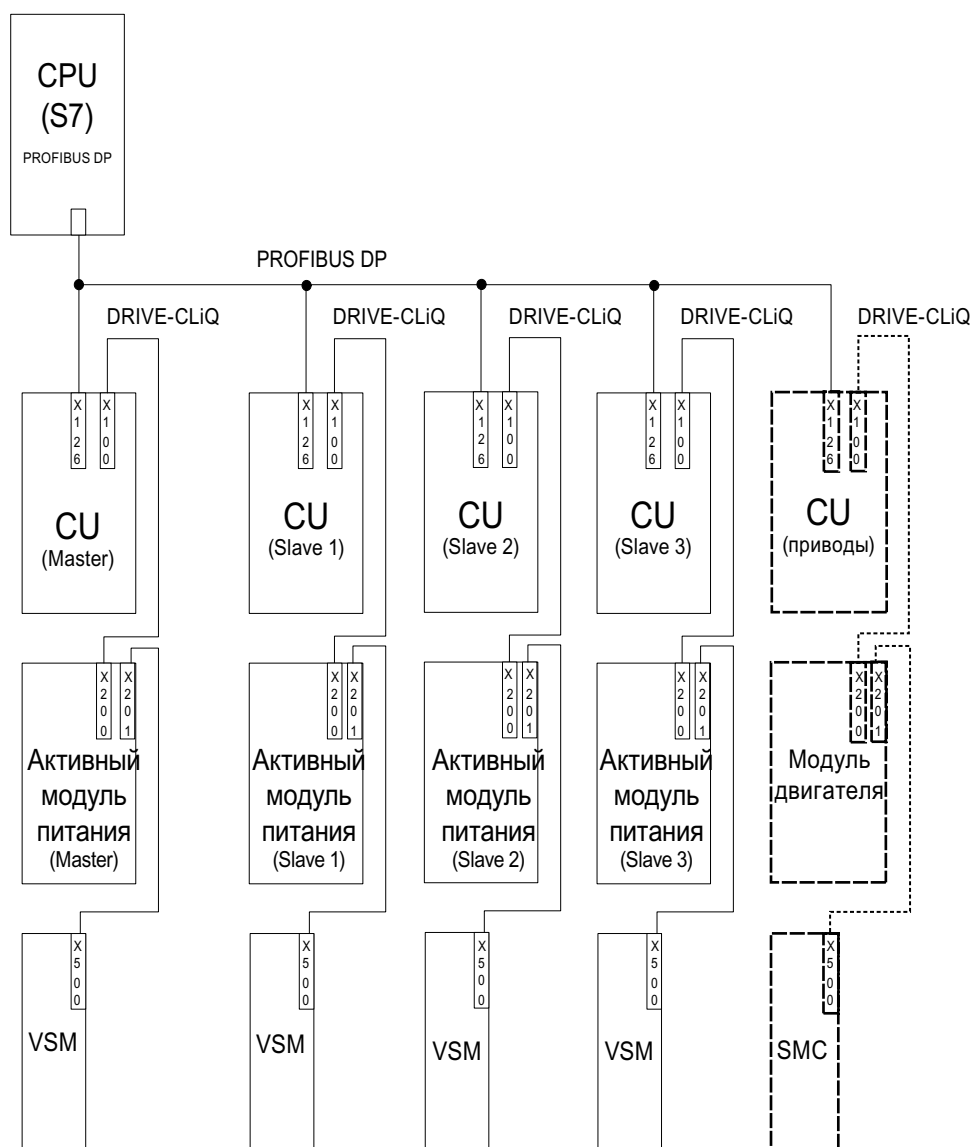 CPU
(S7)
PROFIBUS DP
PROFIBUS DP
DRIVE-CLiQ DRIVE-CLiQ DRIVE-CLiQ DRIVE-CLiQ DRIVE-CLiQ
X126 X100 X126 X100 X126 X100 X126 X100 X126 X100
CU CU CU CU CU
(Master) (Slave 1) (Slave 2) (Slave 3) (приводы)
X200 X201 X200 X201 X200 X201 X200 X201 X200 X201
Активный Активный Активный Активный Модуль
модуль модуль модуль модуль двигателя
питания питания питания питания
(Master) (Slave 1) (Slave 2) (Slave 3)
X500 X500 X500 X500 X500
VSM VSM VSM VSM SMC